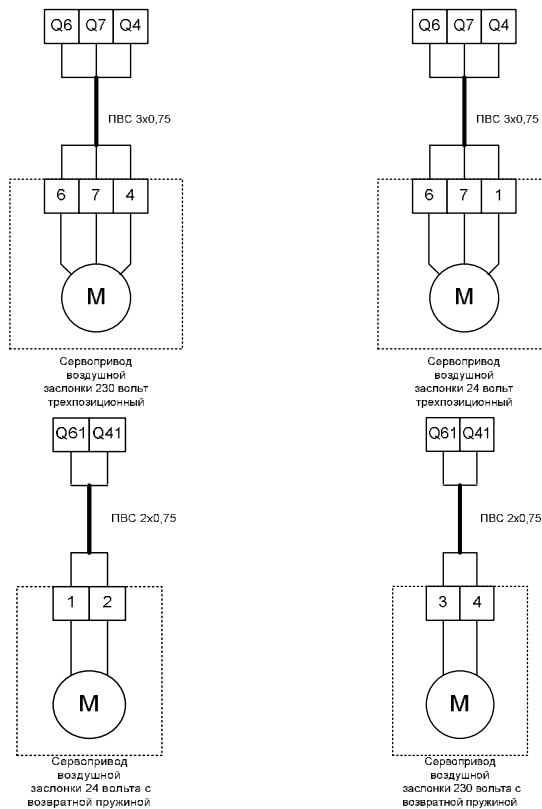 Q6 Q7 Q4
ПВС 3х0,75
6 7 4
М
Сервопривод
воздушной
заслонки 230 вольт
трехпозиционный
Q6 Q7 Q4
ПВС 3х0,75
6 7 1
М
Сервопривод
воздушной
заслонки 24 вольт
трехпозиционный
Q61 Q41
ПВС 2х0,75
1 2
М
Сервопривод
воздушной
заслонки 24 вольта с
возвратной пружиной
Q61 Q41
ПВС 2х0,75
3 4
М
Сервопривод
воздушной
заслонки 230 вольта с
возвратной пружиной